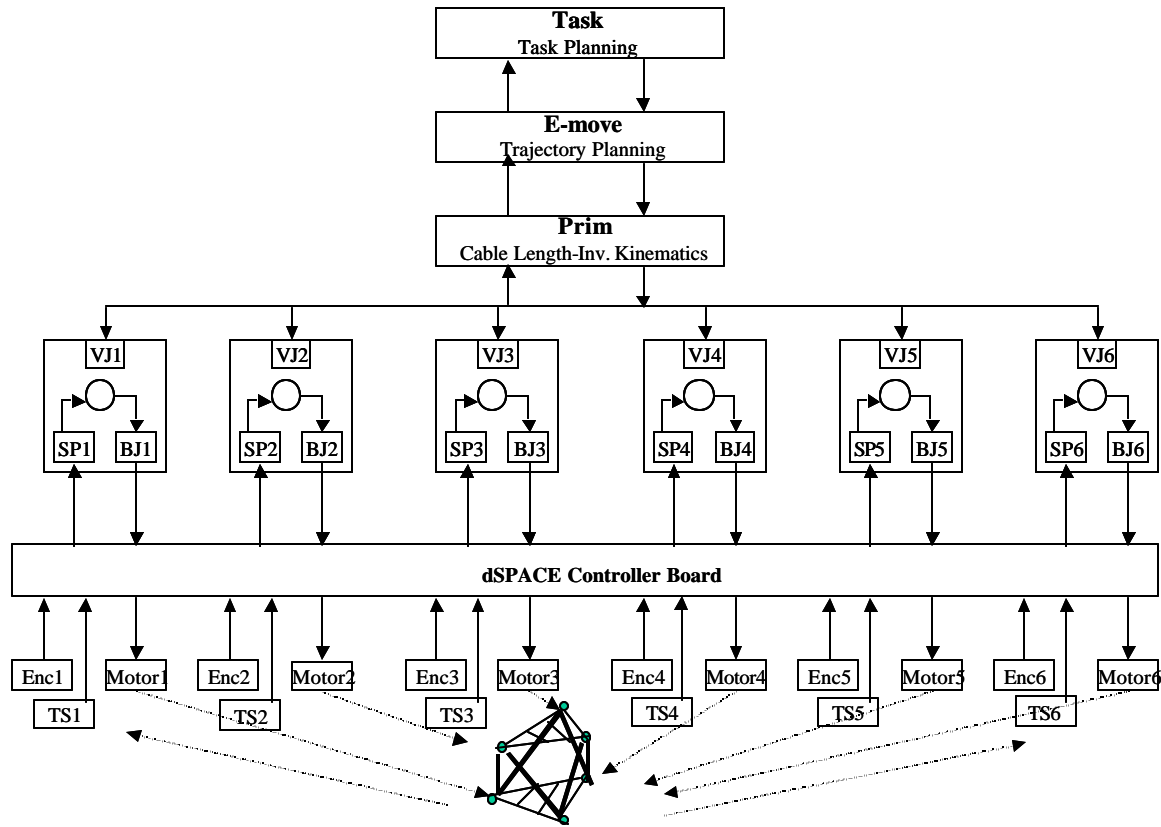 Task
Task Planning
E-move
Trajectory Planning
Prim
Cable Length-Inv. Kinematics
VJ1 VJ2 VJ3 VJ4 VJ5 VJ6
SP1 BJ1 SP2 BJ2 SP3 BJ3 SP4 BJ4 SP5 BJ5 SP6 BJ6
dSPACE Controller Board
Enc1 Motor1 Enc2 Motor2 Enc3 Motor3 Enc4 Motor4 Enc5 Motor5 Enc6 Motor6
TS1 TS2 TS3 TS4 TS5 TS6